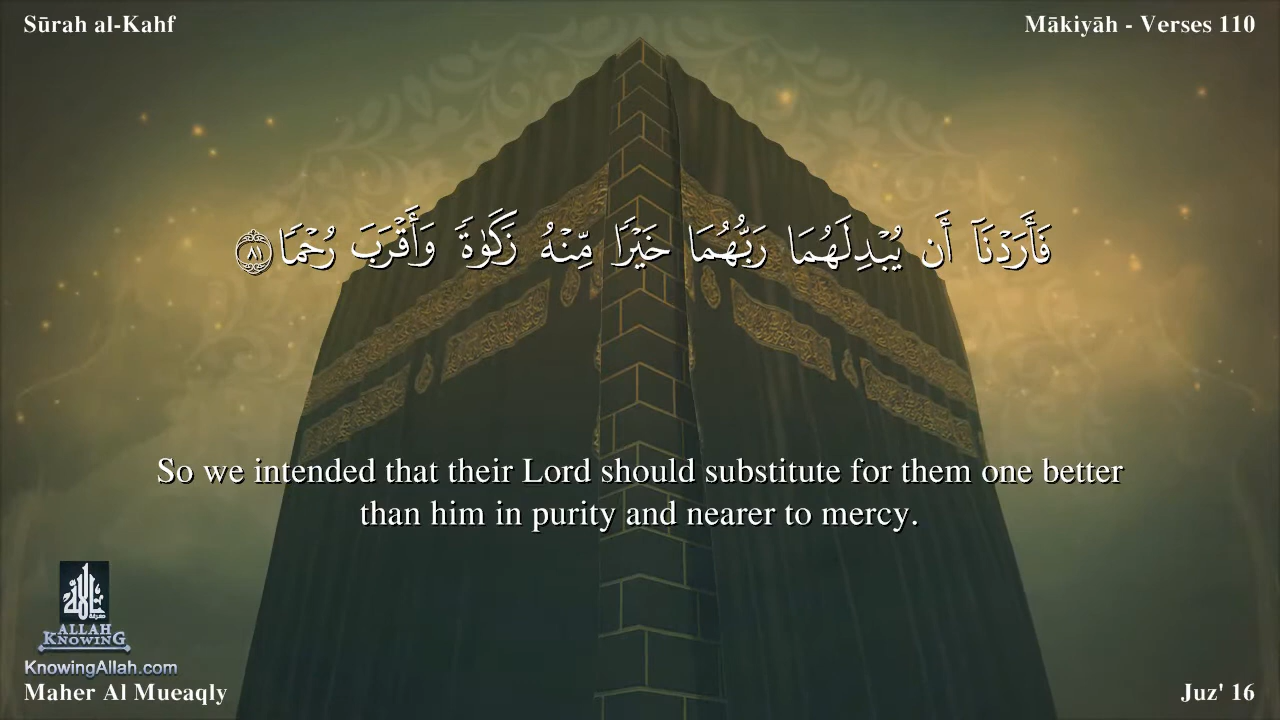 Sūrah al-Kahf
Mākiyāh - Verses 110
فَأَرَدْنَآ أَن يُبْدِلَهُمَا رَبُّهُمَا خَيْرًا مِّنْهُ زَكَوٰةً وَأَقْرَبَ رُحْمًا ٨١
So we intended that their Lord should substitute for them one better
than him in purity and nearer to mercy.
ALLAH
KNOWING
KnowingAllah.com
Maher Al Mueaqly
Juz' 16